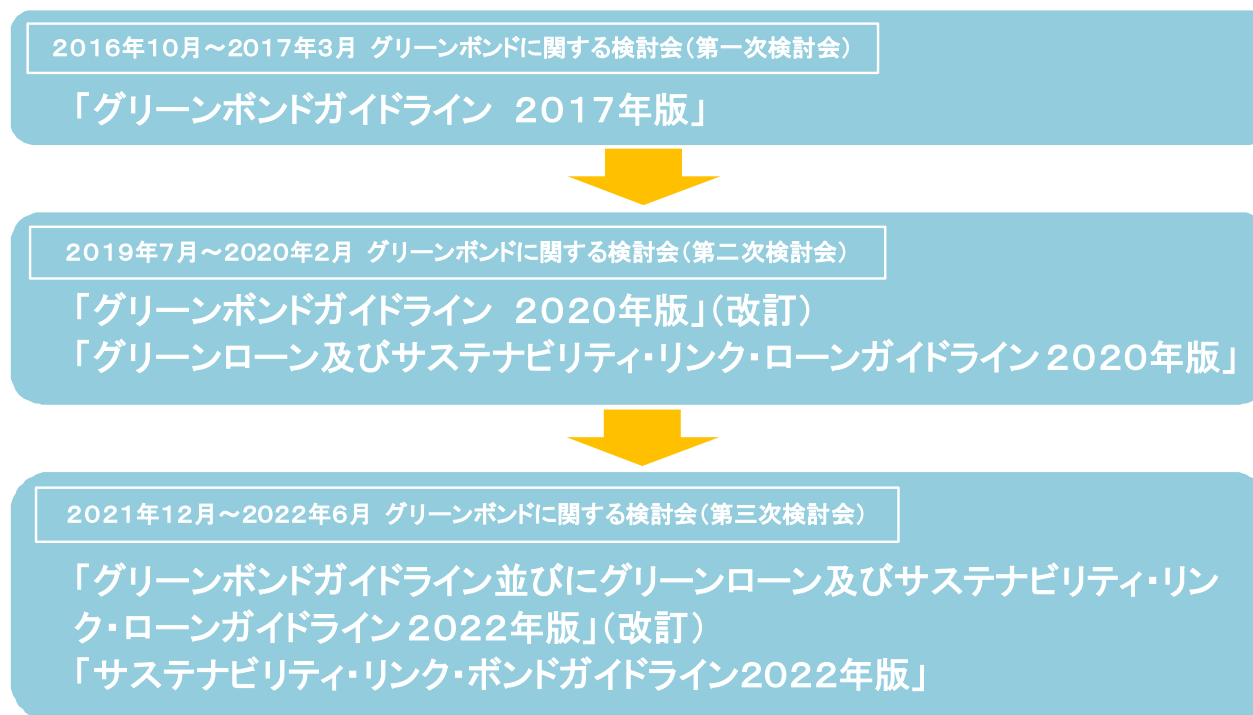 2016年10月～2017年3月 グリーンボンドに関する検討会（第一次検討会）
「グリーンボンドガイドライン 2017年版」
2019年7月～2020年2月 グリーンボンドに関する検討会（第二次検討会）
「グリーンボンドガイドライン 2020年版」（改訂）
「グリーンローン及びサステナビリティ・リンク・ローンガイドライン 2020年版」
2021年12月～2022年6月 グリーンボンドに関する検討会（第三次検討会）
「グリーンボンドガイドライン並びにグリーンローン及びサステナビリティ・リン
ク・ローンガイドライン 2022年版」（改訂）
「サステナビリティ・リンク・ボンドガイドライン2022年版」